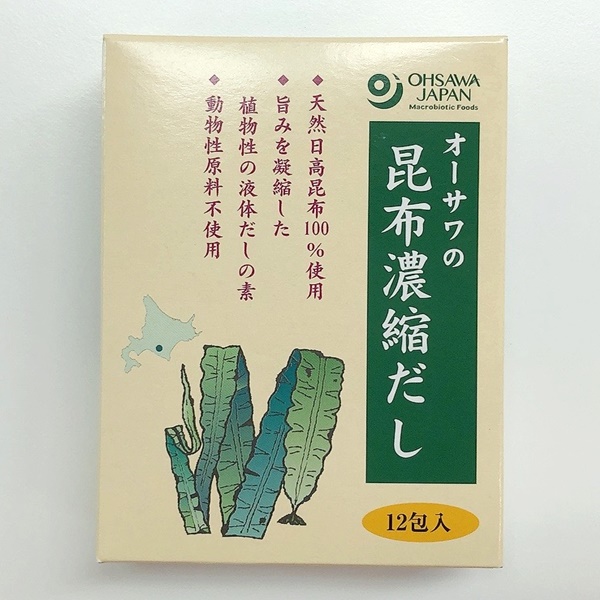 OHSAWA
JAPAN
Macrobiotic Foods
オーサワの
昆布濃縮だし
◆天然日高昆布100%使用
◆旨みを凝縮した
植物性の液体だしの素
◆動物性原料不使用
12包入